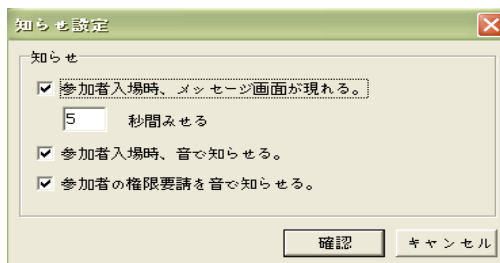 知らせ設定
知らせ
参加者入場時、メッセージ画面が現れる。
5 秒間みせる
参加者入場時、音で知らせる。
参加者の権限要請を音で知らせる。
確認 キャンセル